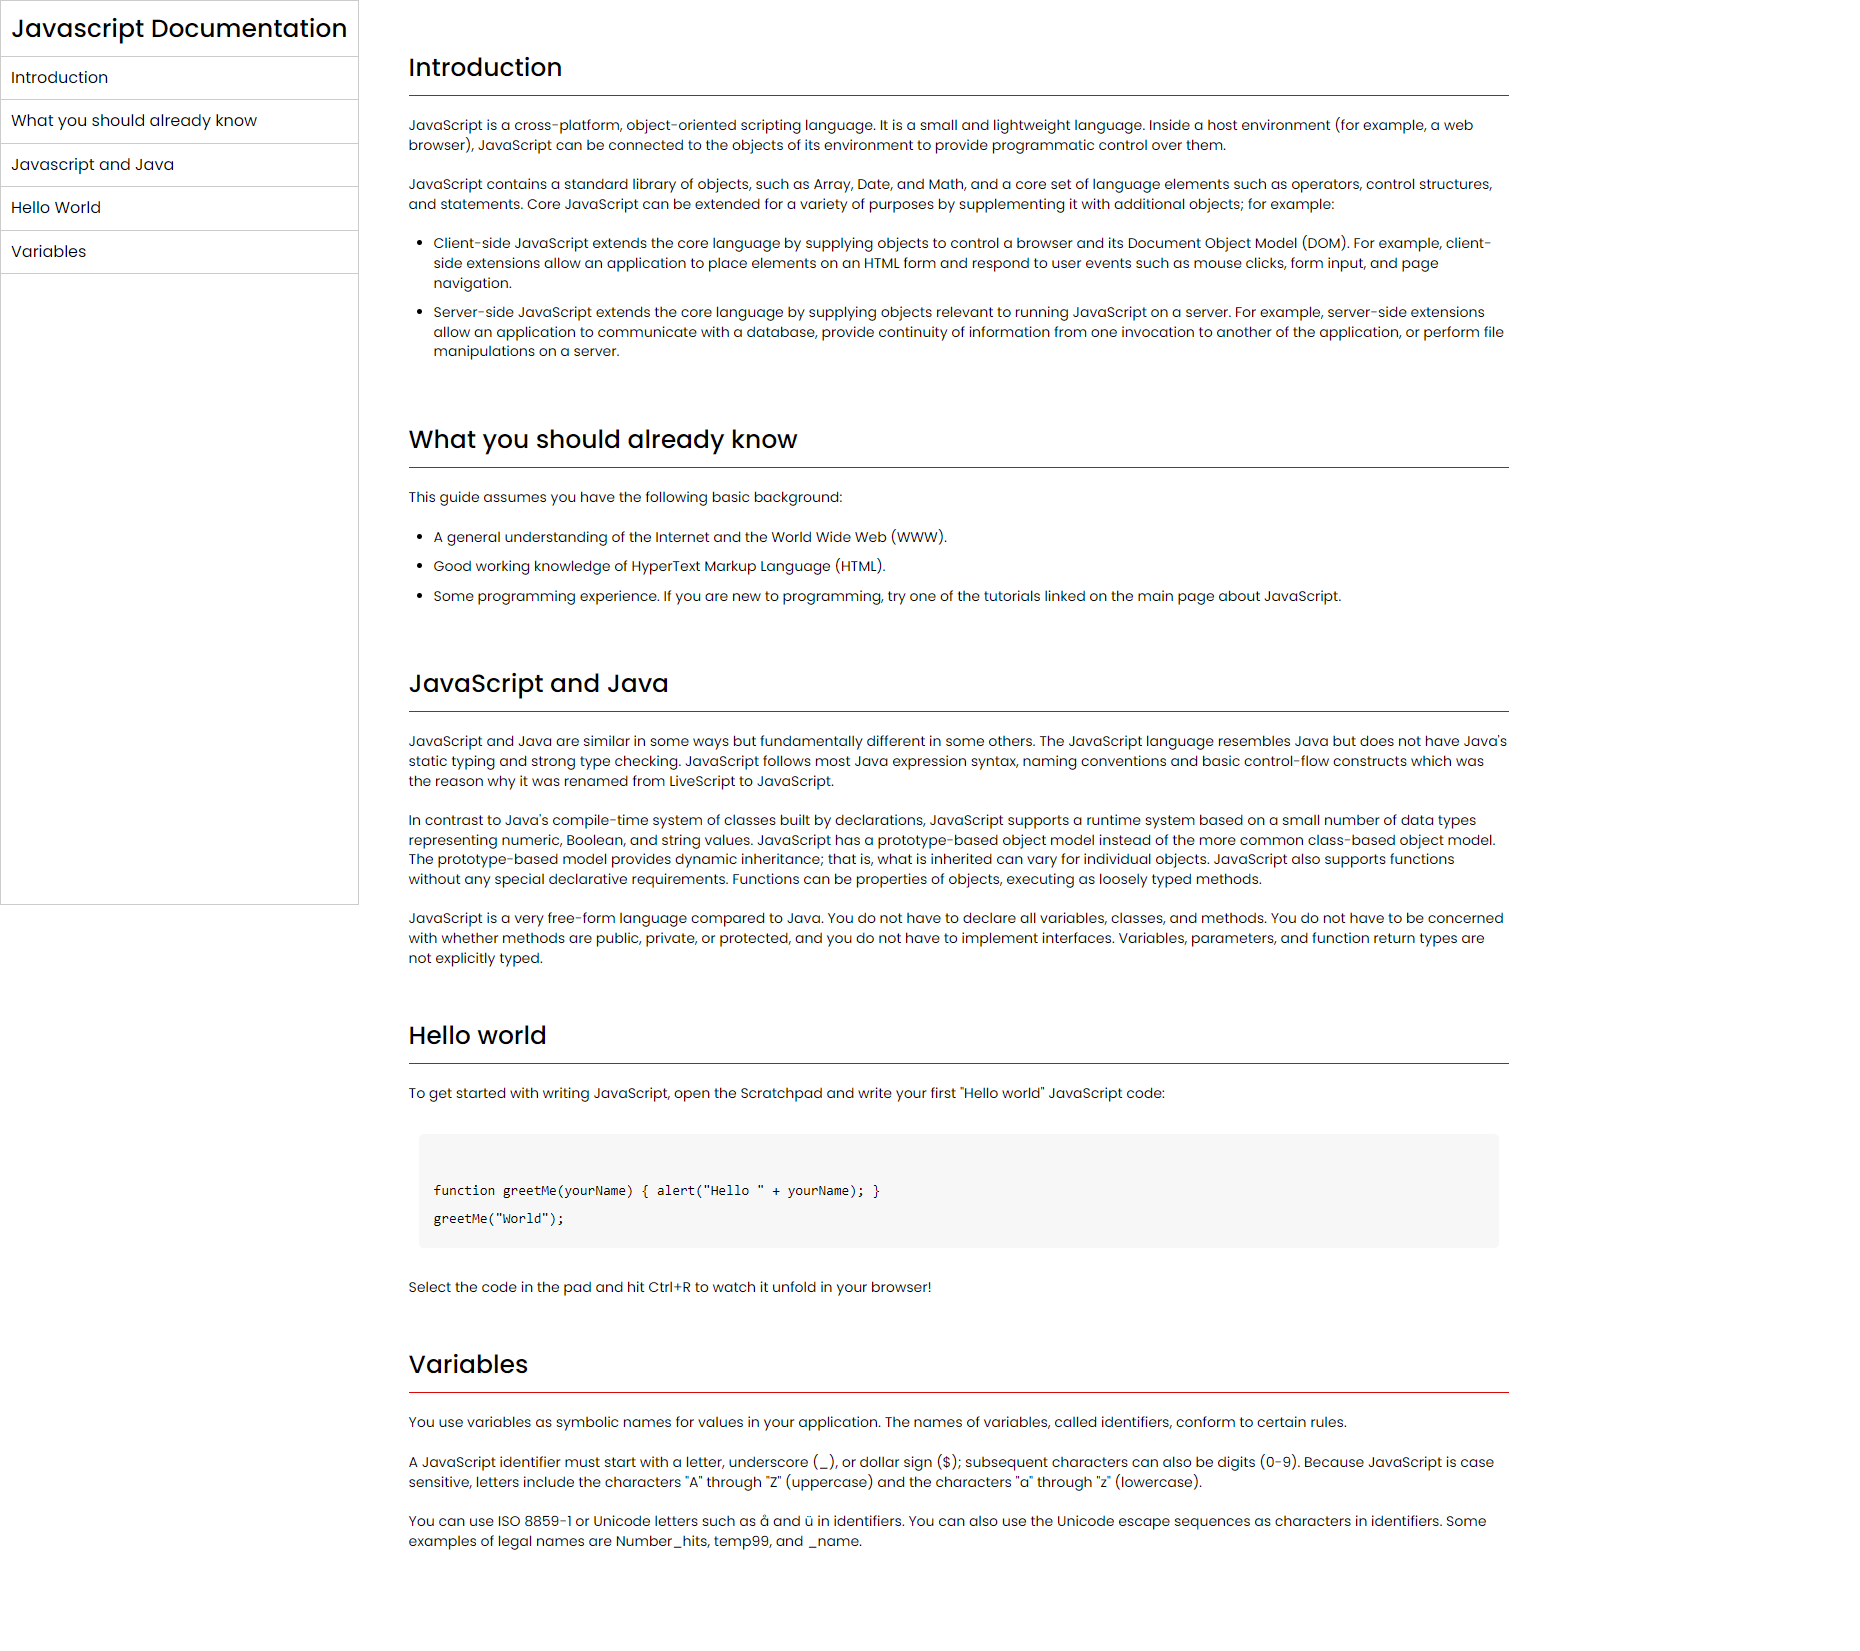 Javascript Documentation
Introduction
What you should already know
Javascript and Java
Hello World
Variables
Introduction
JavaScript is a cross-platform, object-oriented scripting language. It is a small and lightweight language. Inside a host environment (for example, a web
browser), JavaScript can be connected to the objects of its environment to provide programmatic control over them.
JavaScript contains a standard library of objects, such as Array, Date, and Math, and a core set of language elements such as operators, control structures,
and statements. Core JavaScript can be extended for a variety of purposes by supplementing it with additional objects; for example:
• Client-side JavaScript extends the core language by supplying objects to control a browser and its Document Object Model (DOM). For example, client-
side extensions allow an application to place elements on an HTML form and respond to user events such as mouse clicks, form input, and page
navigation.
• Server-side JavaScript extends the core language by supplying objects relevant to running JavaScript on a server. For example, server-side extensions
allow an application to communicate with a database, provide continuity of information from one invocation to another of the application, or perform file
manipulations on a server.
What you should already know
This guide assumes you have the following basic background:
• A general understanding of the Internet and the World Wide Web (WWW).
• Good working knowledge of HyperText Markup Language (HTML).
• Some programming experience. If you are new to programming, try one of the tutorials linked on the main page about JavaScript.
JavaScript and Java
JavaScript and Java are similar in some ways but fundamentally different in some others. The JavaScript language resembles Java but does not have Java's
static typing and strong type checking. JavaScript follows most Java expression syntax, naming conventions and basic control-flow constructs which was
the reason why it was renamed from LiveScript to JavaScript.
In contrast to Java's compile-time system of classes built by declarations, JavaScript supports a runtime system based on a small number of data types
representing numeric, Boolean, and string values. JavaScript has a prototype-based object model instead of the more common class-based object model.
The prototype-based model provides dynamic inheritance; that is, what is inherited can vary for individual objects. JavaScript also supports functions
without any special declarative requirements. Functions can be properties of objects, executing as loosely typed methods.
JavaScript is a very free-form language compared to Java. You do not have to declare all variables, classes, and methods. You do not have to be concerned
with whether methods are public, private, or protected, and you do not have to implement interfaces. Variables, parameters, and function return types are
not explicitly typed.
Hello world
To get started with writing JavaScript, open the Scratchpad and write your first "Hello world" JavaScript code:
function greetMe(yourName) { alert("Hello " + yourName); }
greetMe("World");
Select the code in the pad and hit Ctrl+R to watch it unfold in your browser!
Variables
You use variables as symbolic names for values in your application. The names of variables, called identifiers, conform to certain rules.
A JavaScript identifier must start with a letter, underscore (_), or dollar sign ($); subsequent characters can also be digits (0-9). Because JavaScript is case
sensitive, letters include the characters "A" through "Z" (uppercase) and the characters "a" through "z" (lowercase).
You can use ISO 8859-1 or Unicode letters such as å and ü in identifiers. You can also use the Unicode escape sequences as characters in identifiers. Some
examples of legal names are Number_hits, temp99, and _name.